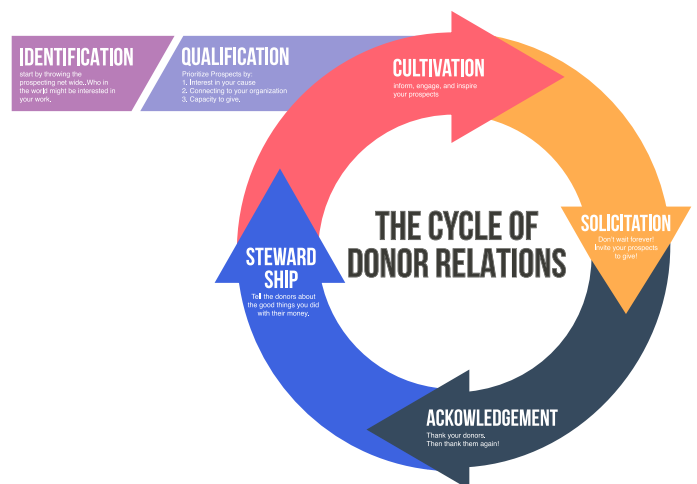 IDENTIFICATION
start by throwing the
prospecting net wide..Who in
the world might be interested in
your work.
QUALIFICATION
Prioritize Prospects by:
1. Interest in your cause
2. Connecting to your organization
3. Capacity to give.
CULTIVATION
inform, engage, and inspire
your prospects
SOLICITATION
Don't wait forever!
Invite your prospects
to give!
THE CYCLE OF
DONOR RELATIONS
STEWARD
SHIP
Tell the donors about
the good things you did
with their money.
ACKOWLEDGEMENT
Thank your donors.
Then thank them again!